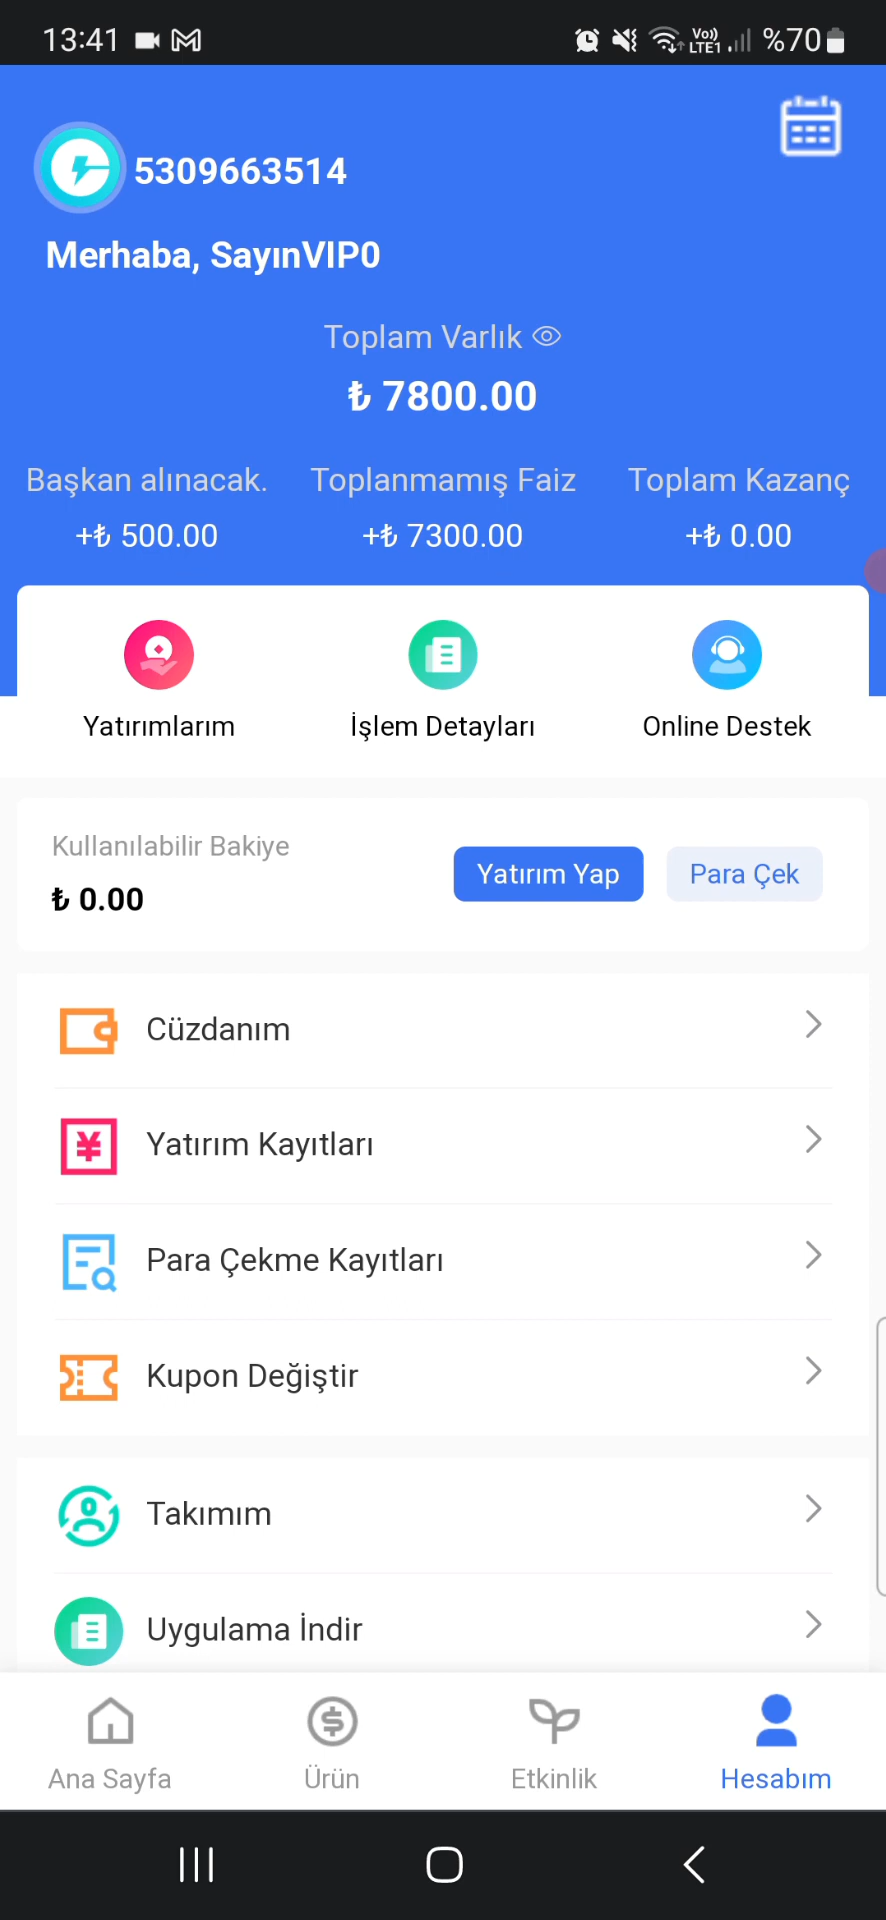 13:41
Vo)) LTE1 %70
5309663514
Merhaba, SayınVIP0
Toplam Varlık
₺ 7800.00
Başkan alınacak. Toplanmamış Faiz Toplam Kazanç
+₺ 500.00 +₺ 7300.00 +₺ 0.00
Yatırımlarım İşlem Detayları Online Destek
Kullanılabilir Bakiye
₺ 0.00
Yatırım Yap Para Çek
Cüzdanım
Yatırım Kayıtları
Para Çekme Kayıtları
Kupon Değiştir
Takımım
Uygulama İndir
Ana Sayfa Ürün Etkinlik Hesabım